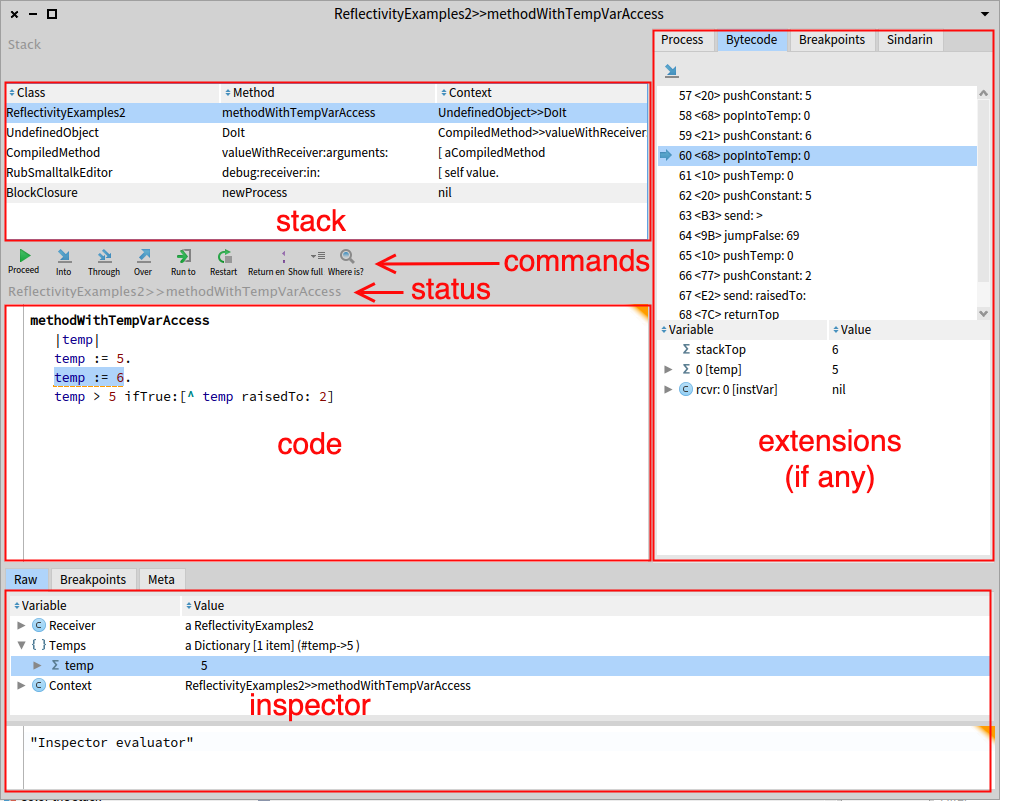 ReflectivityExamples2>>methodWithTempVarAccess
Stack
Class Method Context
ReflectivityExamples2 methodWithTempVarAccess UndefinedObject>>DoIt
UndefinedObject DoIt CompiledMethod>>valueWithReceiver
CompiledMethod valueWithReceiver:arguments: [ aCompiledMethod
RubSmalltalkEditor debug:receiver:in: [ self value.
BlockClosure newProcess nil
stack
Proceed Into Through Over Run to Restart Return en Show full Where is?
commands
ReflectivityExamples2>>methodWithTempVarAccess
status
methodWithTempVarAccess
|temp|
temp := 5.
temp := 6.
temp > 5 ifTrue:[^ temp raisedTo: 2]
code
Process Bytecode Breakpoints Sindarin
57 <20> pushConstant: 5
58 <68> popIntoTemp: 0
59 <21> pushConstant: 6
60 <68> popIntoTemp: 0
61 <10> pushTemp: 0
62 <20> pushConstant: 5
63 <B3> send: >
64 <9B> jumpFalse: 69
65 <10> pushTemp: 0
66 <77> pushConstant: 2
67 <E2> send: raisedTo:
68 <7C> returnTop
Variable Value
stackTop 6
0 [temp] 5
rcvr: 0 [instVar] nil
extensions
(if any)
Raw Breakpoints Meta
Variable Value
Receiver a ReflectivityExamples2
Temps a Dictionary [1 item] (#temp->5 )
temp 5
Context ReflectivityExamples2>>methodWithTempVarAccess
inspector
"Inspector evaluator"